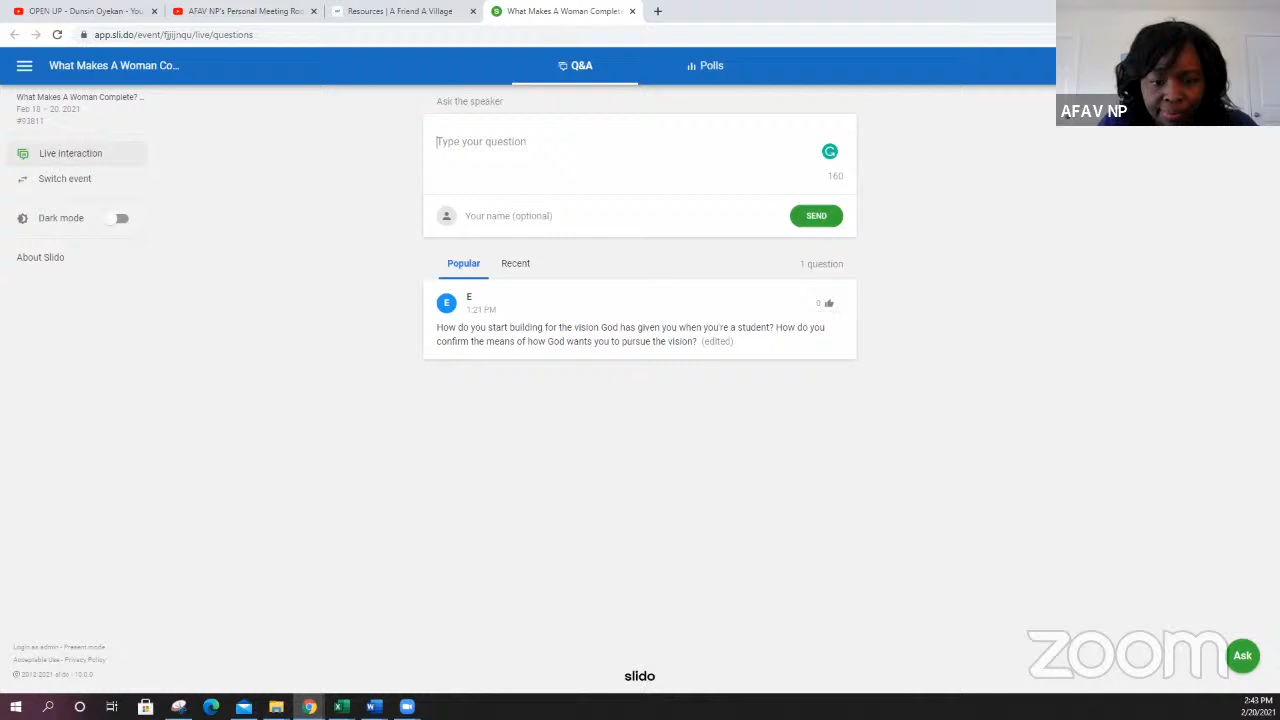 OPEN UP - Dunsin Oyekan - You
AFAV NP's Personal Meeting Roo
Resources | A Friend A Village
What Makes A Woman Complete
app.sli.do/event/fjjijnqu/live/questions
What Makes A Woman Co...
Q&A
Polls
AFAV NP
What Makes A Woman Complete? ...
Feb 18 - 20, 2021
#93811
Live interaction
Switch event
Dark mode
About Slido
Ask the speaker
Type your question
160
Your name (optional)
SEND
Popular
Recent
1 question
E
E
1:21 PM
0
How do you start building for the vision God has given you when you're a student? How do you
confirm the means of how God wants you to pursue the vision? (edited)
Login as admin - Present mode
Acceptable Use - Privacy Policy
© 2012-2021 slido - 10.0.0
slido
zoom
Ask
2:43 PM
2/20/2021